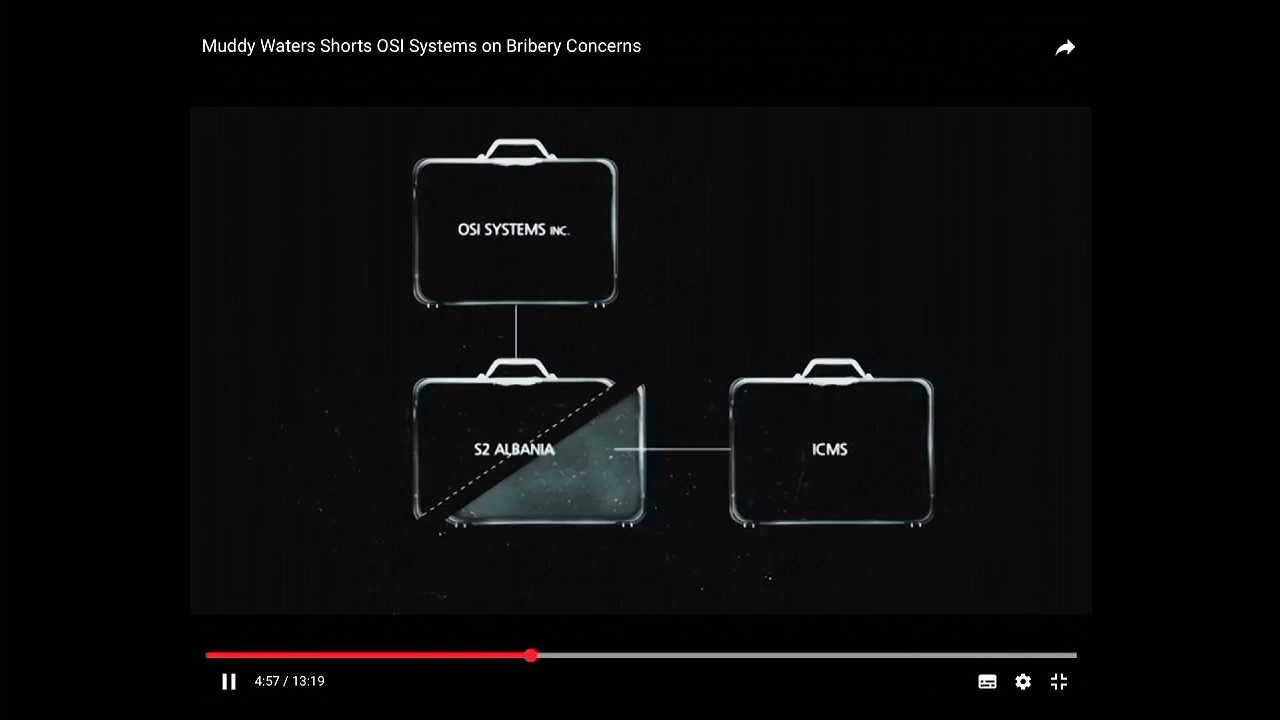 Muddy Waters Shorts OSI Systems on Bribery Concerns
OSI SYSTEMS INC.
S2 ALBANIA
ICMS
4:57 / 13:19